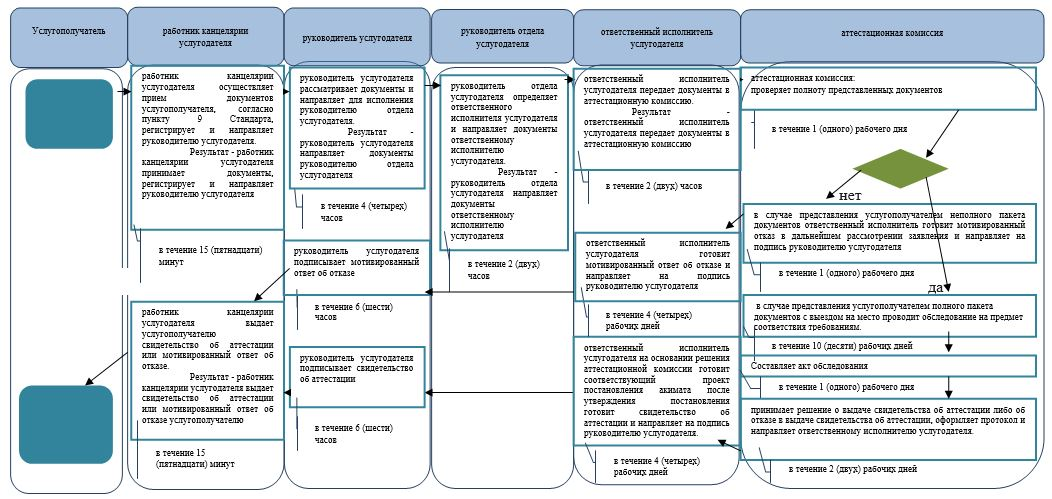 Услугополучатель
работник канцелярии
услугодателя
руководитель услугодателя
руководитель отдела
услугодателя
ответственный исполнитель
услугодателя
аттестационная комиссия
работник канцелярии
услугодателя осуществляет
прием документов
услугополучателя, согласно
пункту 9 Стандарта,
регистрирует и направляет
руководителю услугодателя.
Результат - работник
канцелярии услугодателя
принимает документы,
регистрирует и направляет
руководителю услугодателя
в течение 15 (пятнадцати)
минут
работник канцелярии
услугодателя выдает
услугополучателю
свидетельство об аттестации
или мотивированный ответ об
отказе.
Результат - работник
канцелярии услугодателя выдает
свидетельство об аттестации
или мотивированный ответ об
отказе услугополучателю
в течение 15
(пятнадцати) минут
руководитель услугодателя
рассматривает документы и
направляет для исполнения
руководителю отдела
услугодателя.
Результат -
руководитель услугодателя
направляет документы
руководителю отдела
услугодателя
в течение 4 (четырех)
часов
руководитель услугодателя
подписывает мотивированный
ответ об отказе
в течение 6 (шести)
часов
руководитель услугодателя
подписывает свидетельство
об аттестации
в течение 6 (шести)
часов
руководитель отдела
услугодателя определяет
ответственного
исполнителя услугодателя
и направляет документы
ответственному
исполнителю
услугодателя.
Результат -
руководитель отдела
услугодателя направляет
документы
ответственному
исполнителю
услугодателя
в течение 2 (двух)
часов
ответственный исполнитель
услугодателя передает документы в
аттестационную комиссию.
Результат -
ответственный исполнитель
услугодателя передает документы в
аттестационную комиссию
в течение 2 (двух) часов
ответственный исполнитель
услугодателя готовит
мотивированный ответ об отказе и
направляет на подпись
руководителю услугодателя
в течение 4 (четырех)
рабочих дней
ответственный исполнитель
услугодателя на основании решения
аттестационной комиссии готовит
соответствующий проект
постановления акимата и после
утверждения постановления
готовит свидетельство об
аттестации и направляет на подпись
руководителю услугодателя.
в течение 4 (четырех)
рабочих дней
аттестационная комиссия:
проверяет полноту представленных документов
в течение 1 (одного) рабочего дня
нет
в случае представления услугополучателем неполного пакета
документов ответственный исполнитель готовит мотивированный
отказ в дальнейшем рассмотрении заявления и направляет на
подпись руководителю услугодателя
в течение 1 (одного) рабочего дня
да
в случае представления услугополучателем полного пакета
документов с выездом на место проводит обследование на предмет
соответствия требованиям.
в течение 10 (десяти) рабочих дней
Составляет акт обследования
в течение 1 (одного) рабочего дня
принимает решение о выдаче свидетельства об аттестации либо об
отказе в выдаче свидетельства об аттестации, оформляет протокол и
направляет ответственному исполнителю услугодателя.
в течение 2 (двух) рабочих дней